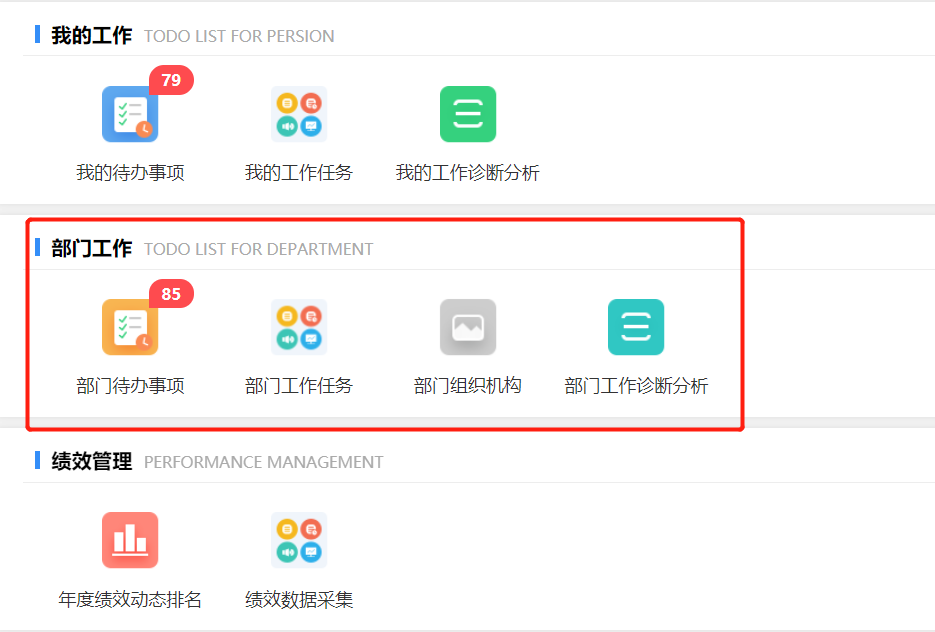 我的工作 TODO LIST FOR PERSION
79
我的待办事项 我的工作任务 我的工作诊断分析
部门工作 TODO LIST FOR DEPARTMENT
85
部门待办事项 部门工作任务 部门组织机构 部门工作诊断分析
绩效管理 PERFORMANCE MANAGEMENT
年度绩效动态排名 绩效数据采集